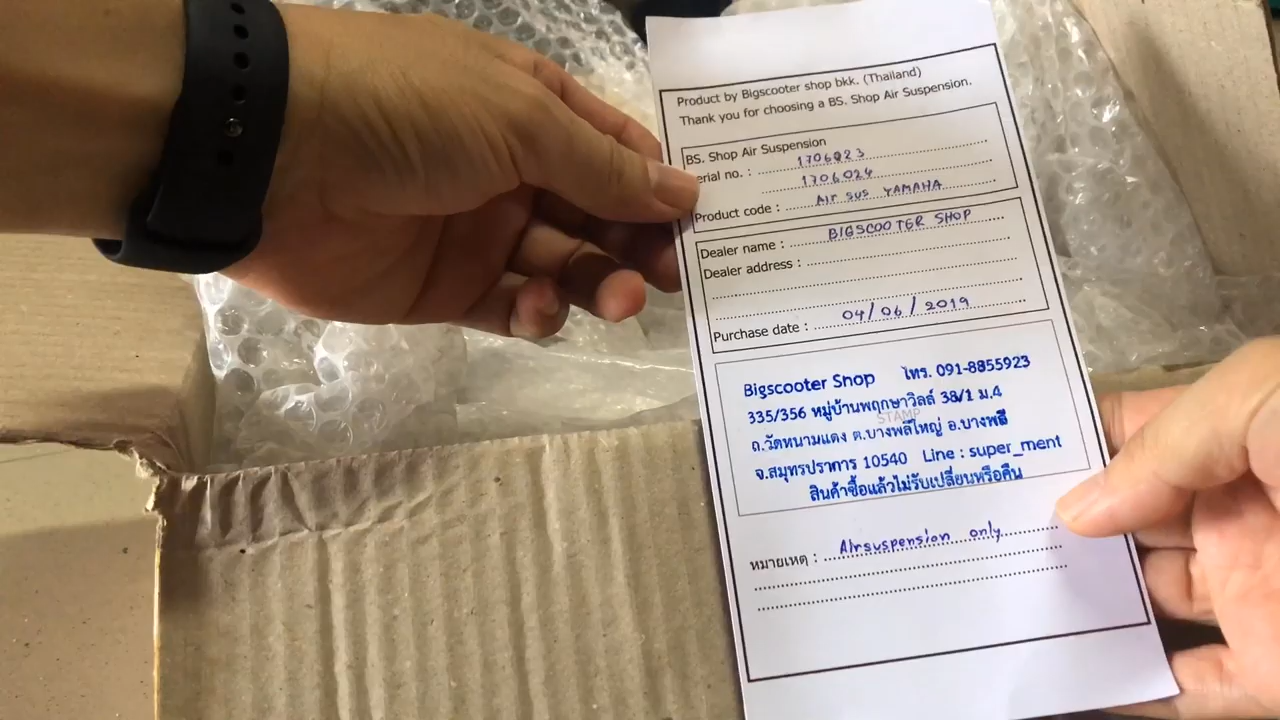 Product by Bigscooter shop bkk. (Thailand)
Thank you for choosing a BS. Shop Air Suspension.
BS. Shop Air Suspension
erial no. : 1706023
1706024
Product code : Air sus YAMAHA
Dealer name : BIGSCOOTER SHOP
Dealer address :
Purchase date : 04/06/2019
Bigscooter Shop โทร. 091-8855923
335/356 หมู่บ้านพฤกษาวิลล์ 38/1 ม.4
STAMP
ถ.วัดหนามแดง ต.บางพลีใหญ่ อ.บางพลี
จ.สมุทรปราการ 10540 Line : super_ment
สินค้าซื้อแล้วไม่รับเปลี่ยนหรือคืน
หมายเหตุ : Airsuspension only